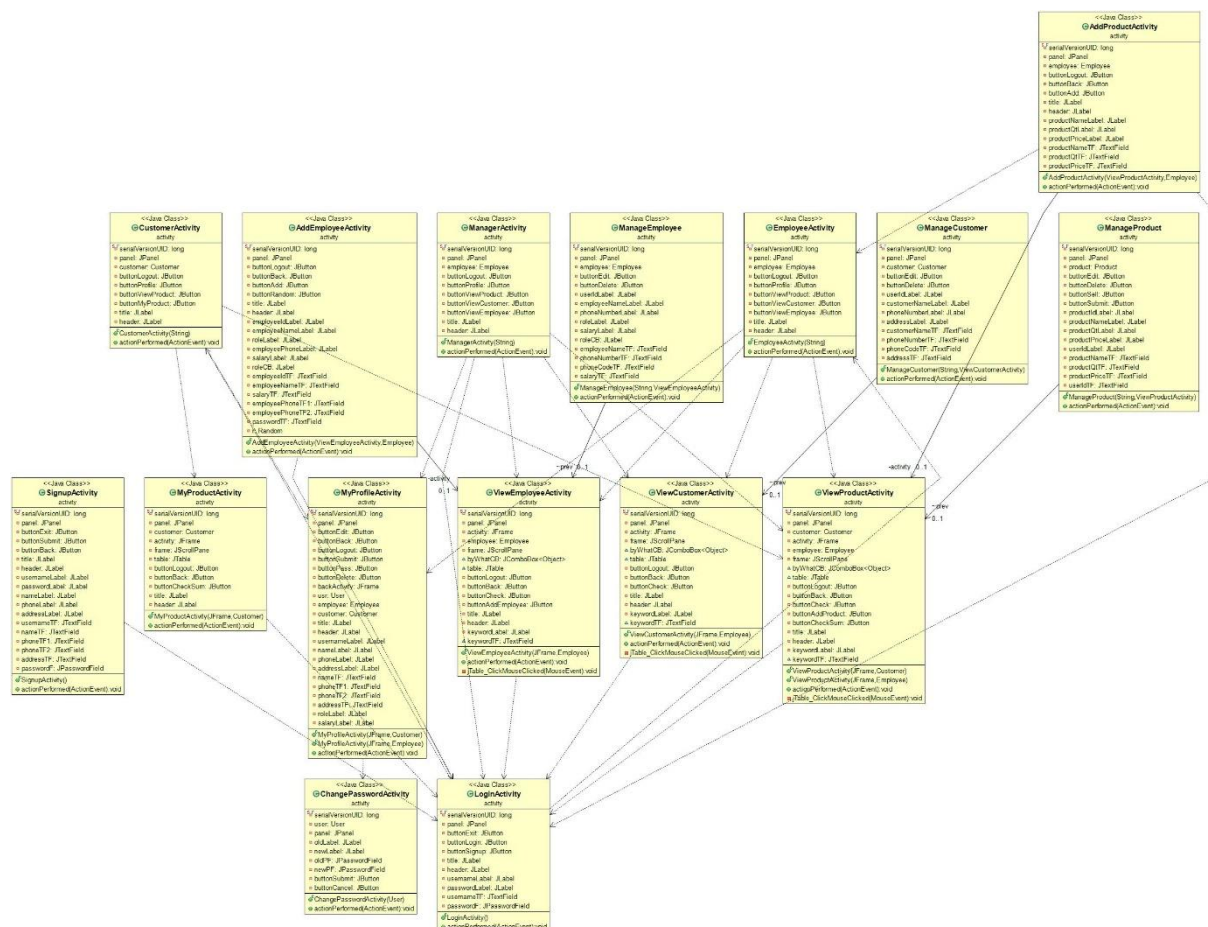 <<Java Class>>
AddProductActivity
activity
serialVersionUID: long
panel: JPanel
employee: Employee
buttonLogout: JButton
buttonBack: JButton
buttonAdd: JButton
title: JLabel
header: JLabel
productNameLabel: JLabel
productQtLabel: JLabel
productPriceLabel: JLabel
productNameTF: JTextField
productQtTF: JTextField
productPriceTF: JTextField
AddProductActivity(ViewProductActivity,Employee)
actionPerformed(ActionEvent):void
<<Java Class>>
CustomerActivity
activity
serialVersionUID: long
panel: JPanel
customer: Customer
buttonLogout: JButton
buttonProfile: JButton
buttonViewProduct: JButton
buttonMyProduct: JButton
title: JLabel
header: JLabel
CustomerActivity(String)
actionPerformed(ActionEvent):void
<<Java Class>>
AddEmployeeActivity
activity
serialVersionUID: long
panel: JPanel
buttonLogout: JButton
buttonBack: JButton
buttonAdd: JButton
buttonRandom: JButton
title: JLabel
header: JLabel
employeeIdLabel: JLabel
employeeNameLabel: JLabel
roleLabel: JLabel
employeePhoneLabel: JLabel
salaryLabel: JLabel
roleCB: JLabel
employeeIdTF: JTextField
employeeNameTF: JTextField
salaryTF: JTextField
employeePhoneTF1: JTextField
employeePhoneTF2: JTextField
passwordTF: JTextField
r: Random
AddEmployeeActivity(ViewEmployeeActivity,Employee)
actionPerformed(ActionEvent):void
<<Java Class>>
ManagerActivity
activity
serialVersionUID: long
panel: JPanel
employee: Employee
buttonLogout: JButton
buttonProfile: JButton
buttonViewProduct: JButton
buttonViewCustomer: JButton
buttonViewEmployee: JButton
title: JLabel
header: JLabel
ManagerActivity(String)
actionPerformed(ActionEvent):void
<<Java Class>>
ManageEmployee
activity
serialVersionUID: long
panel: JPanel
employee: Employee
buttonEdit: JButton
buttonDelete: JButton
userIdLabel: JLabel
employeeNameLabel: JLabel
phoneNumberLabel: JLabel
roleLabel: JLabel
salaryLabel: JLabel
roleCB: JLabel
employeeNameTF: JTextField
phoneNumberTF: JTextField
phoneCodeTF: JTextField
salaryTF: JTextField
ManageEmployee(String,ViewEmployeeActivity)
actionPerformed(ActionEvent):void
<<Java Class>>
EmployeeActivity
activity
serialVersionUID: long
panel: JPanel
employee: Employee
buttonLogout: JButton
buttonProfile: JButton
buttonViewProduct: JButton
buttonViewCustomer: JButton
buttonViewEmployee: JButton
title: JLabel
header: JLabel
EmployeeActivity(String)
actionPerformed(ActionEvent):void
<<Java Class>>
ManageCustomer
activity
serialVersionUID: long
panel: JPanel
customer: Customer
buttonEdit: JButton
buttonDelete: JButton
userIdLabel: JLabel
customerNameLabel: JLabel
phoneNumberLabel: JLabel
addressLabel: JLabel
customerNameTF: JTextField
phoneNumberTF: JTextField
phoneCodeTF: JTextField
addressTF: JTextField
ManageCustomer(String,ViewCustomerActivity)
actionPerformed(ActionEvent):void
<<Java Class>>
ManageProduct
activity
serialVersionUID: long
panel: JPanel
product: Product
buttonEdit: JButton
buttonDelete: JButton
buttonSell: JButton
buttonSubmit: JButton
productIdLabel: JLabel
productNameLabel: JLabel
productQtLabel: JLabel
productPriceLabel: JLabel
userIdLabel: JLabel
productNameTF: JTextField
productQtTF: JTextField
productPriceTF: JTextField
userIdTF: JTextField
ManageProduct(String,ViewProductActivity)
actionPerformed(ActionEvent):void
-activity
0..1
~prev 0..1
~prev
0..1
-activity 0..1
~prev
0..1
<<Java Class>>
SignupActivity
activity
serialVersionUID: long
panel: JPanel
buttonExit: JButton
buttonSubmit: JButton
buttonBack: JButton
title: JLabel
header: JLabel
usernameLabel: JLabel
passwordLabel: JLabel
nameLabel: JLabel
phoneLabel: JLabel
addressLabel: JLabel
usernameTF: JTextField
nameTF: JTextField
phoneTF1: JTextField
phoneTF2: JTextField
addressTF: JTextField
passwordF: JPasswordField
SignupActivity()
actionPerformed(ActionEvent):void
<<Java Class>>
MyProductActivity
activity
serialVersionUID: long
panel: JPanel
customer: Customer
activity: JFrame
frame: JScrollPane
table: JTable
buttonLogout: JButton
buttonBack: JButton
buttonCheckSum: JButton
title: JLabel
header: JLabel
MyProductActivity(JFrame,Customer)
actionPerformed(ActionEvent):void
<<Java Class>>
MyProfileActivity
activity
serialVersionUID: long
panel: JPanel
buttonEdit: JButton
buttonBack: JButton
buttonLogout: JButton
buttonSubmit: JButton
buttonPass: JButton
buttonDelete: JButton
backActivity: JFrame
usr: User
employee: Employee
customer: Customer
title: JLabel
header: JLabel
usernameLabel: JLabel
nameLabel: JLabel
phoneLabel: JLabel
addressLabel: JLabel
nameTF: JTextField
phoneTF1: JTextField
phoneTF2: JTextField
addressTF: JTextField
roleLabel: JLabel
salaryLabel: JLabel
MyProfileActivity(JFrame,Customer)
MyProfileActivity(JFrame,Employee)
actionPerformed(ActionEvent):void
<<Java Class>>
ViewEmployeeActivity
activity
serialVersionUID: long
panel: JPanel
activity: JFrame
employee: Employee
frame: JScrollPane
byWhatCB: JComboBox<Object>
table: JTable
buttonLogout: JButton
buttonBack: JButton
buttonCheck: JButton
buttonAddEmployee: JButton
title: JLabel
header: JLabel
keywordLabel: JLabel
keywordTF: JTextField
ViewEmployeeActivity(JFrame,Employee)
actionPerformed(ActionEvent):void
jTable_ClickMouseClicked(MouseEvent):void
<<Java Class>>
ViewCustomerActivity
activity
serialVersionUID: long
panel: JPanel
activity: JFrame
frame: JScrollPane
byWhatCB: JComboBox<Object>
table: JTable
buttonLogout: JButton
buttonBack: JButton
buttonCheck: JButton
title: JLabel
header: JLabel
keywordLabel: JLabel
keywordTF: JTextField
ViewCustomerActivity(JFrame,Employee)
actionPerformed(ActionEvent):void
jTable_ClickMouseClicked(MouseEvent):void
<<Java Class>>
ViewProductActivity
activity
serialVersionUID: long
panel: JPanel
customer: Customer
activity: JFrame
employee: Employee
frame: JScrollPane
byWhatCB: JComboBox<Object>
table: JTable
buttonLogout: JButton
buttonBack: JButton
buttonCheck: JButton
buttonAddProduct: JButton
buttonCheckSum: JButton
title: JLabel
header: JLabel
keywordLabel: JLabel
keywordTF: JTextField
ViewProductActivity(JFrame,Customer)
ViewProductActivity(JFrame,Employee)
actionPerformed(ActionEvent):void
jTable_ClickMouseClicked(MouseEvent):void
<<Java Class>>
ChangePasswordActivity
activity
serialVersionUID: long
user: User
panel: JPanel
oldLabel: JLabel
newLabel: JLabel
oldPF: JPasswordField
newPF: JPasswordField
buttonSubmit: JButton
buttonCancel: JButton
ChangePasswordActivity(User)
actionPerformed(ActionEvent):void
<<Java Class>>
LoginActivity
activity
serialVersionUID: long
panel: JPanel
buttonExit: JButton
buttonLogin: JButton
buttonSignup: JButton
title: JLabel
header: JLabel
usernameLabel: JLabel
passwordLabel: JLabel
usernameTF: JTextField
passwordF: JPasswordField
LoginActivity()
actionPerformed(ActionEvent):void